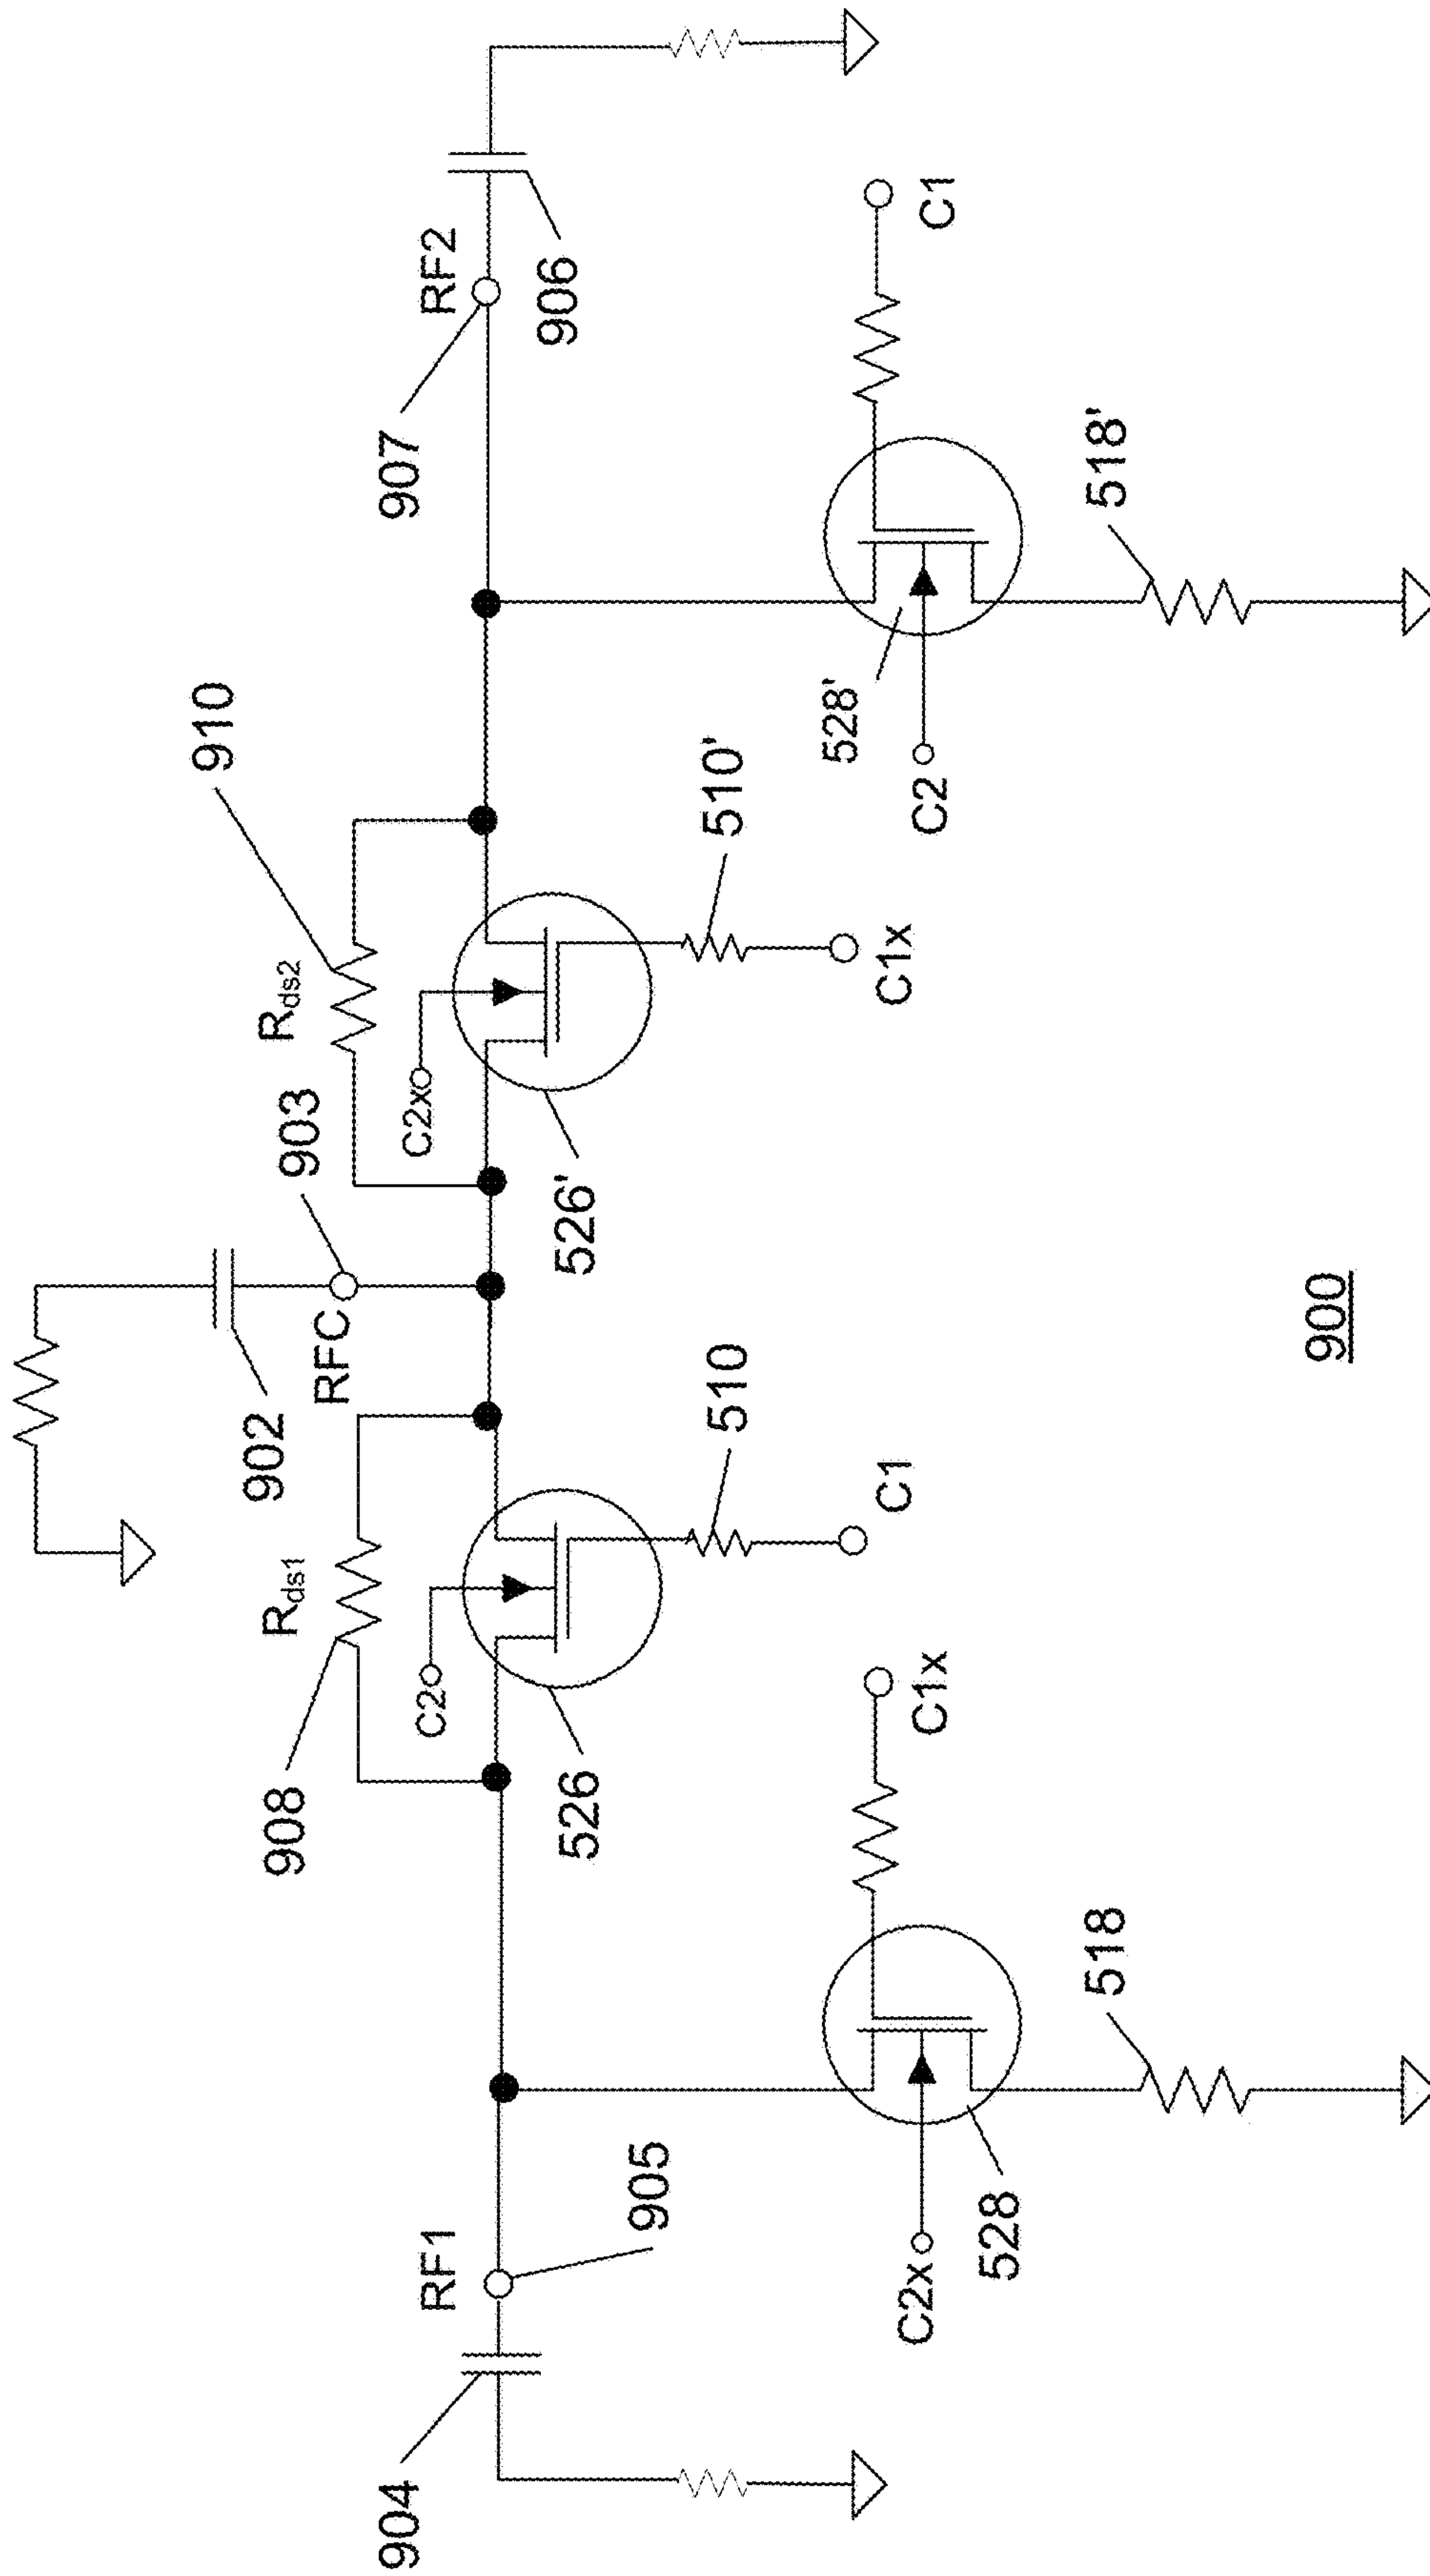 910
902
903
RFC
908
Rds1
Rds2
904
RF1
905
C2
526
C2x
526'
907
RF2
906
C1x
510
C1
510'
C1x
C1
C2x
528
518
C2
528'
518'
900